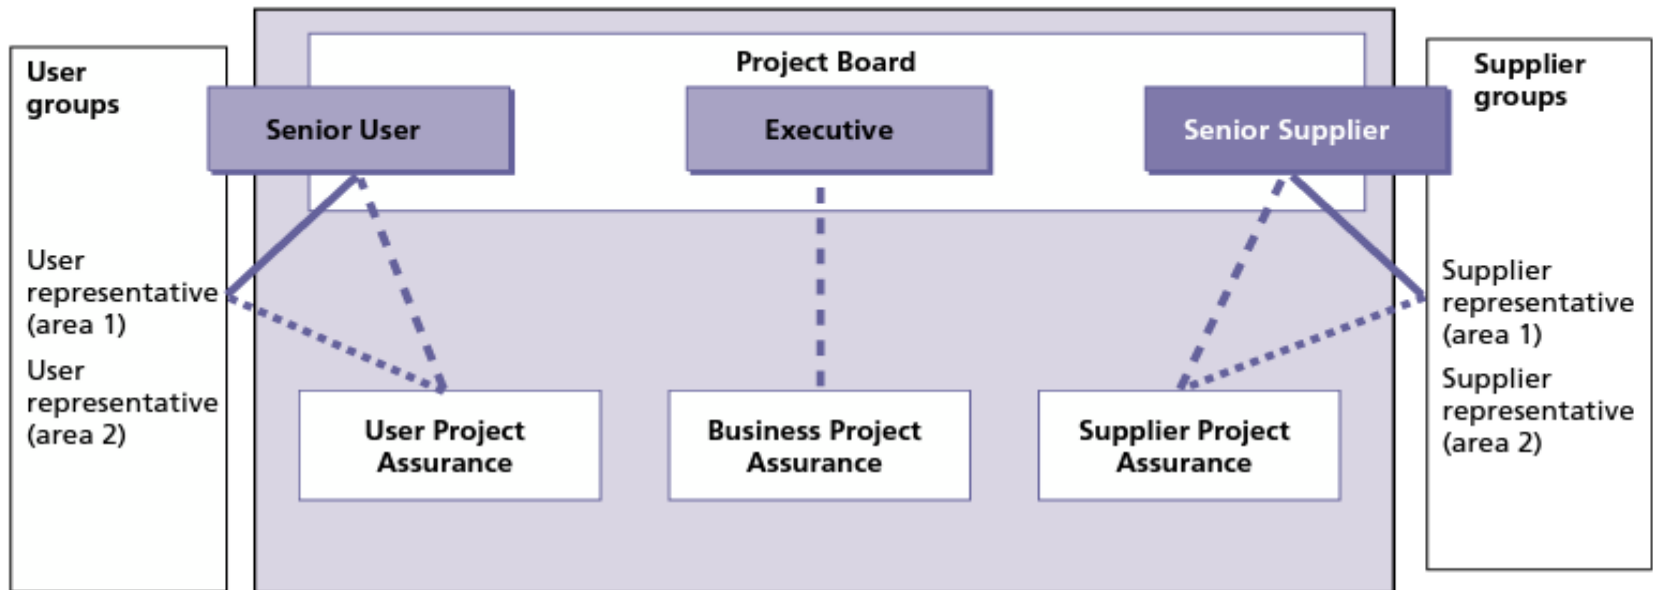 User
groups
User
representative
(area 1)
User
representative
(area 2)
Project Board
Senior User
Executive
Senior Supplier
User Project
Assurance
Business Project
Assurance
Supplier Project
Assurance
Supplier
groups
Supplier
representative
(area 1)
Supplier
representative
(area 2)